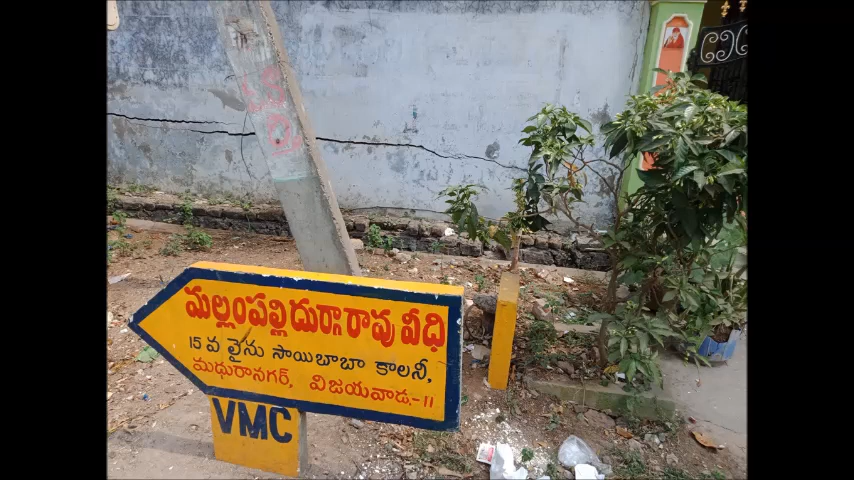 మల్లంపల్లి దుర్గారావు వీధి
15 వ లైను సాయిబాబా కాలనీ,
మధురానగర్, విజయవాడ.-11
VMC